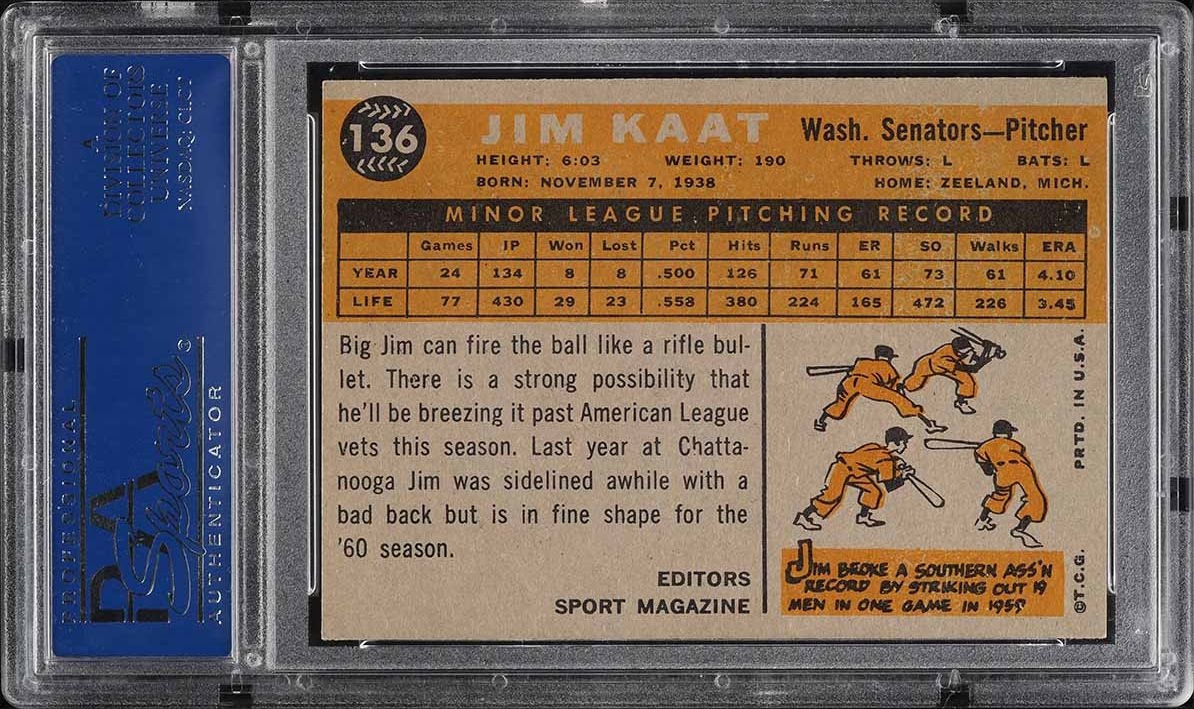 A
DIVISION OF
COLLECTORS
UNIVERSE
NASDAQ: CLCT
PROFESSIONAL
PSA
Sports®
AUTHENTICATOR
136
JIM KAAT
Wash. Senators—Pitcher
HEIGHT: 6:03 WEIGHT: 190 THROWS: L BATS: L
BORN: NOVEMBER 7, 1938 HOME: ZEELAND, MICH.
MINOR LEAGUE PITCHING RECORD
Games IP Won Lost Pct Hits Runs ER SO Walks ERA
YEAR 24 134 8 8 .500 126 71 61 73 61 4.10
LIFE 77 430 29 23 .558 380 224 165 472 226 3.45
Big Jim can fire the ball like a rifle bul-
let. There is a strong possibility that
he'll be breezing it past American League
vets this season. Last year at Chatta-
nooga Jim was sidelined awhile with a
bad back but is in fine shape for the
'60 season.
EDITORS
SPORT MAGAZINE
JIM BROKE A SOUTHERN ASS'N
RECORD BY STRIKING OUT 19
MEN IN ONE GAME IN 1959
©T.C.G. PRTD. IN U.S.A.